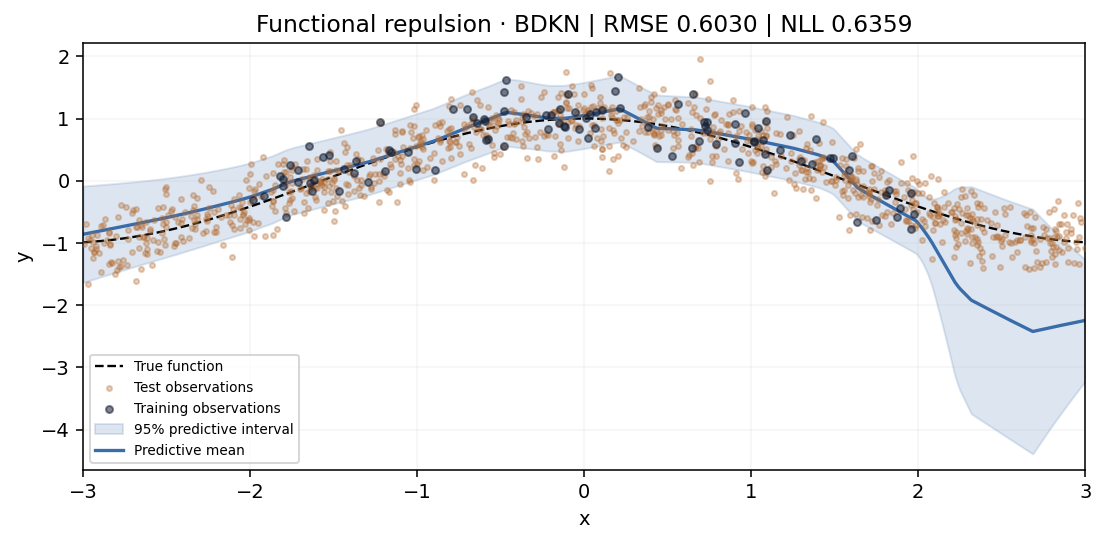 Functional repulsion · BDKN | RMSE 0.6030 | NLL 0.6359
y
2
1
0
−1
−2
−3
−4
True function
Test observations
Training observations
95% predictive interval
Predictive mean
−3 −2 −1 0 1 2 3
x